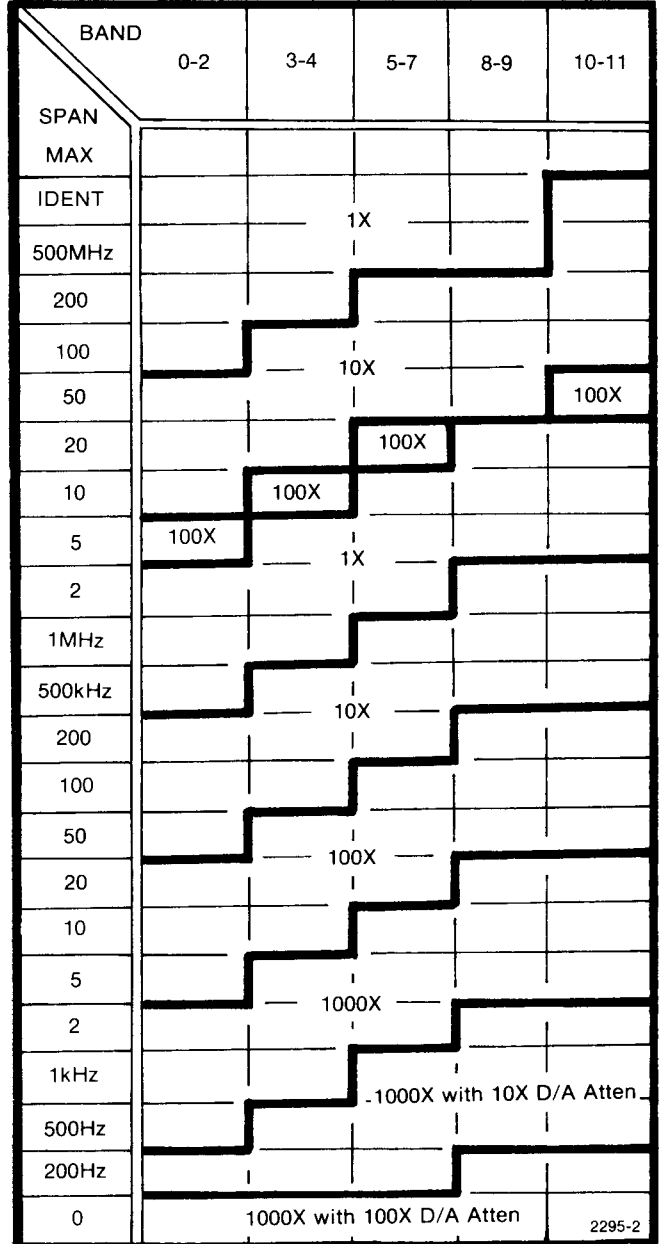 BAND
0-2 3-4 5-7 8-9 10-11
SPAN
MAX
IDENT
1X
500MHz
200
100
10X
50
100X
20
100X
10
100X
5
100X
1X
2
1MHz
500kHz
10X
200
100
50
100X
20
10
5
1000X
2
1kHz
1000X with 10X D/A Atten
500Hz
200Hz
0
1000X with 100X D/A Atten
2295-2